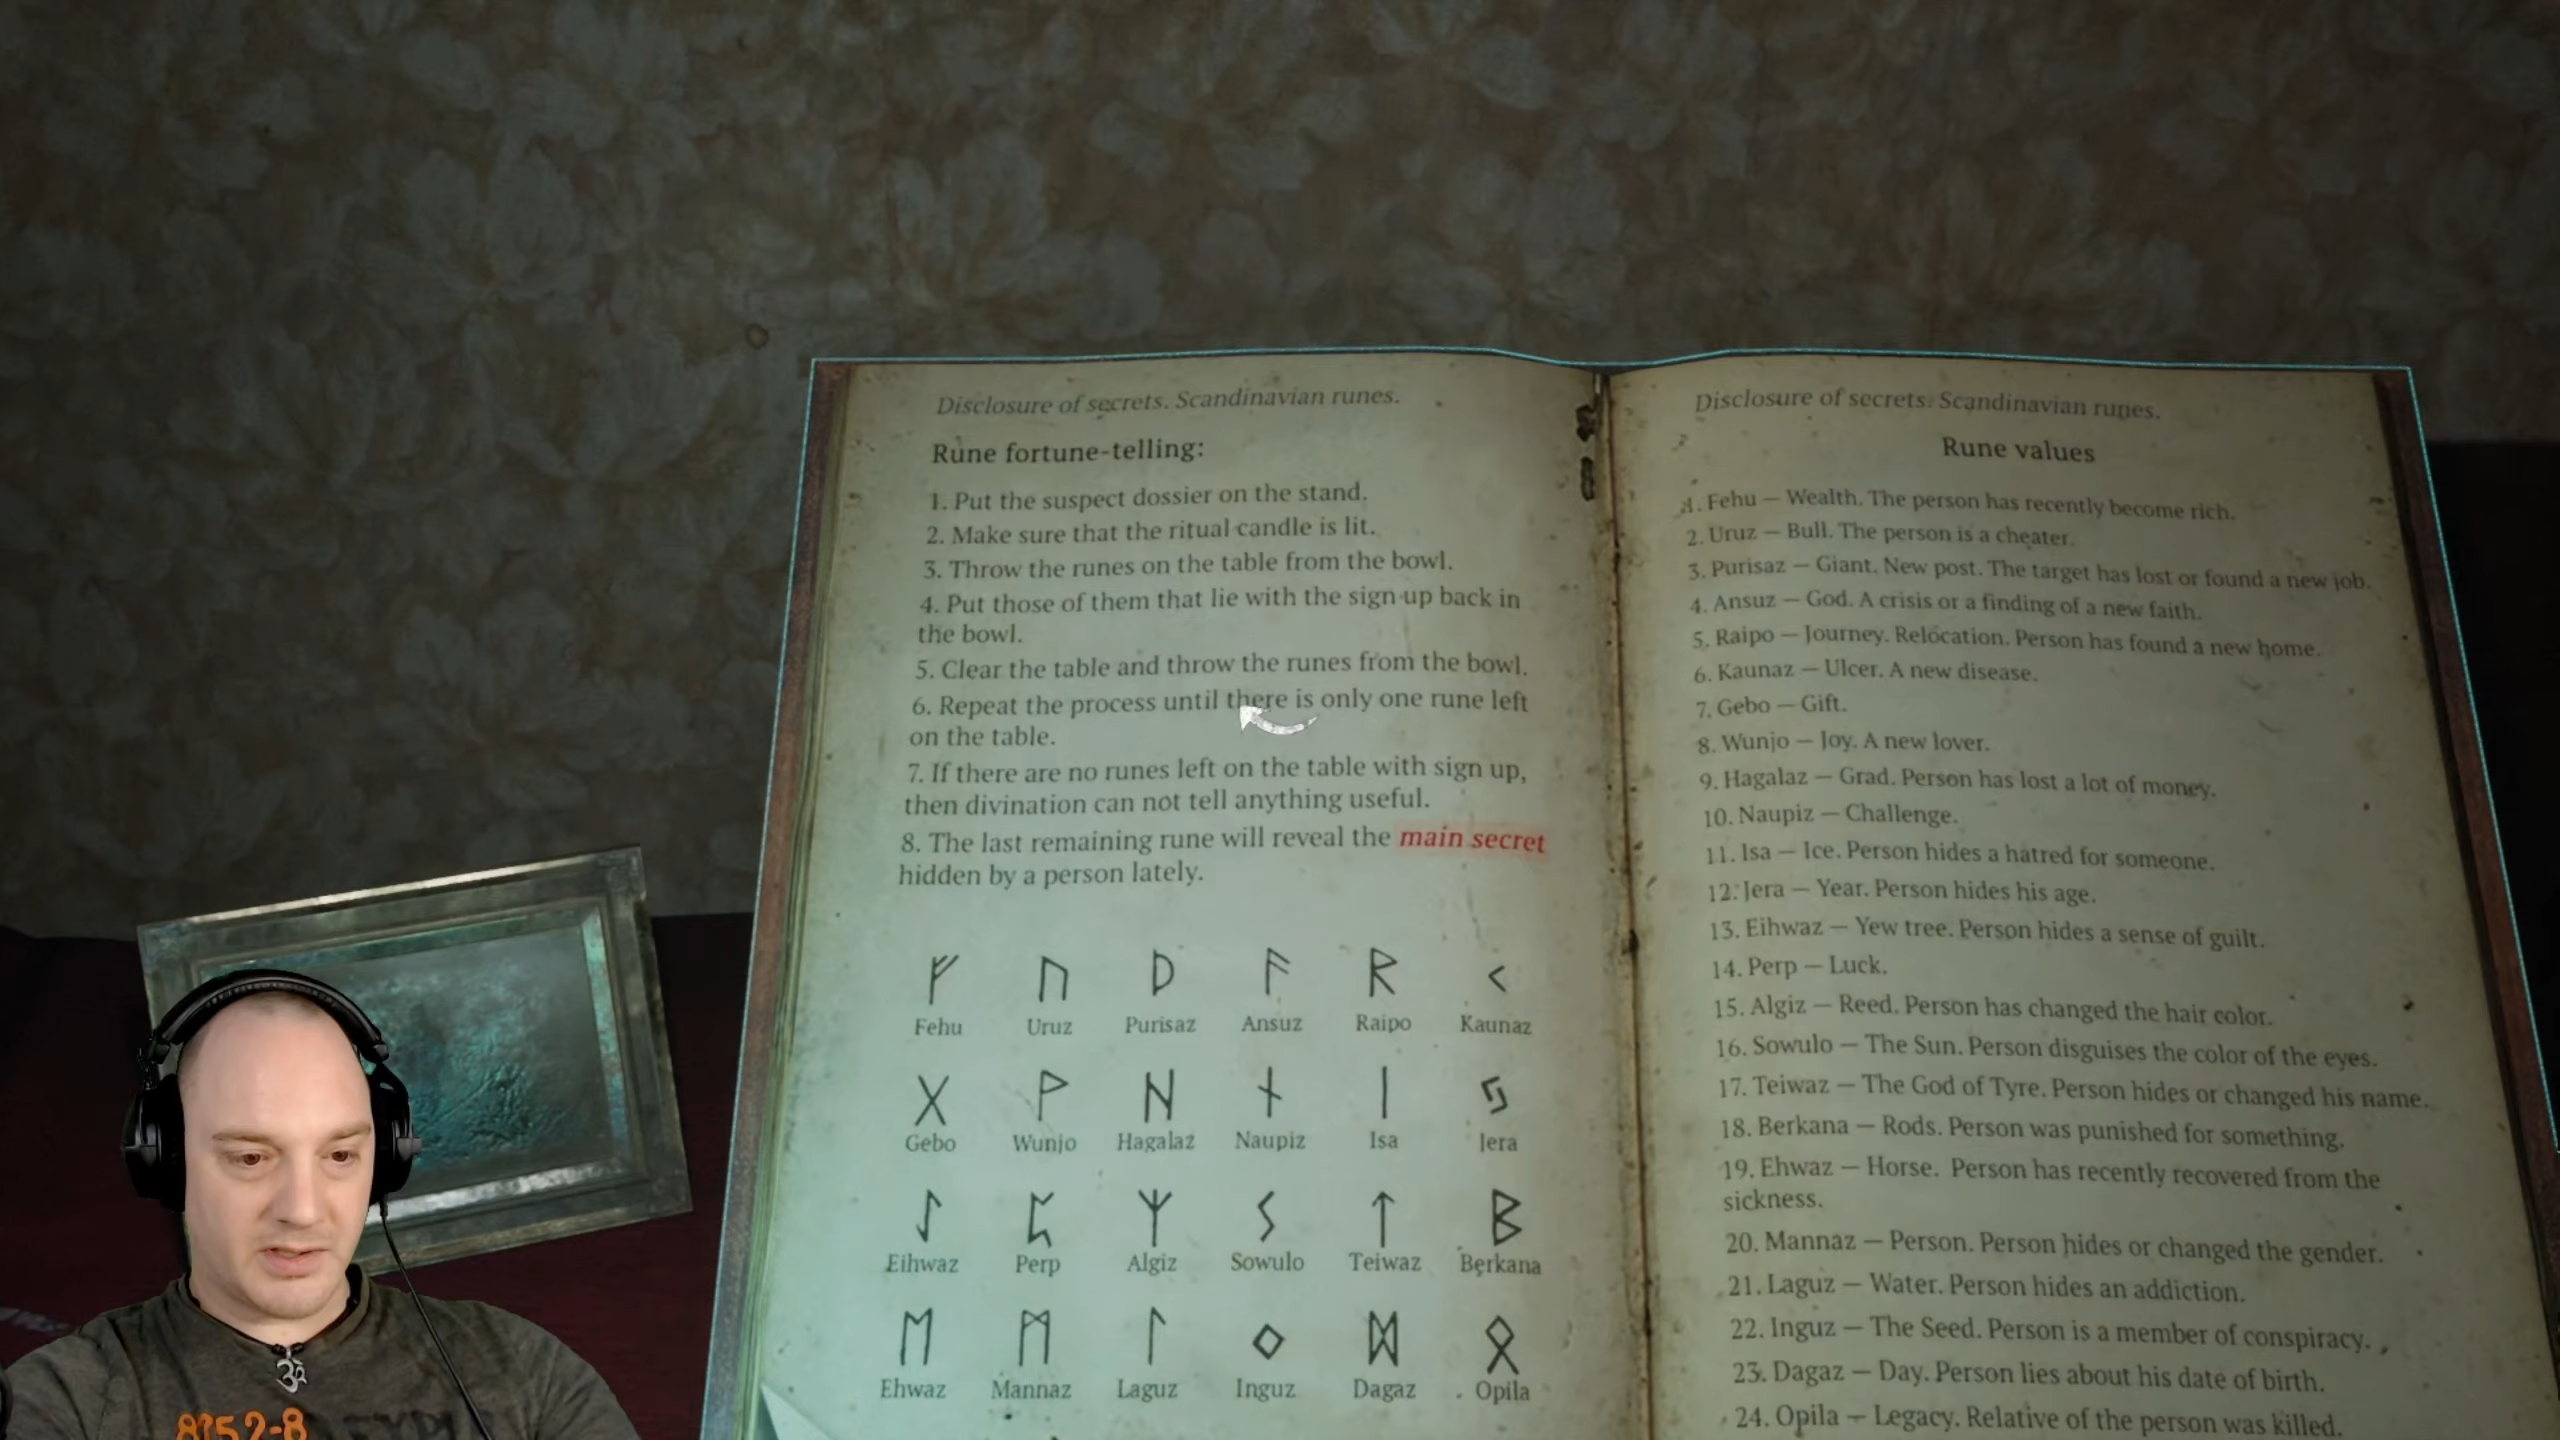 Disclosure of secrets. Scandinavian runes.
Rune fortune-telling:
1. Put the suspect dossier on the stand.
2. Make sure that the ritual candle is lit.
3. Throw the runes on the table from the bowl.
4. Put those of them that lie with the sign up back in
the bowl.
5. Clear the table and throw the runes from the bowl.
6. Repeat the process until there is only one rune left
on the table.
7. If there are no runes left on the table with sign up,
then divination can not tell anything useful.
8. The last remaining rune will reveal the main secret
hidden by a person lately.
Fehu Uruz Purisaz Ansuz Raipo Kaunaz
Gebo Wunjo Hagalaz Naupiz Isa Jera
Eihwaz Perp Algiz Sowulo Teiwaz Berkana
Ehwaz Mannaz Laguz Inguz Dagaz Opila
Disclosure of secrets. Scandinavian runes.
Rune values
1. Fehu — Wealth. The person has recently become rich.
2. Uruz — Bull. The person is a cheater.
3. Purisaz — Giant. New post. The target has lost or found a new job.
4. Ansuz — God. A crisis or a finding of a new faith.
5. Raipo — Journey. Relocation. Person has found a new home.
6. Kaunaz — Ulcer. A new disease.
7. Gebo — Gift.
8. Wunjo — Joy. A new lover.
9. Hagalaz — Grad. Person has lost a lot of money.
10. Naupiz — Challenge.
11. Isa — Ice. Person hides a hatred for someone.
12. Jera — Year. Person hides his age.
13. Eihwaz — Yew tree. Person hides a sense of guilt.
14. Perp — Luck.
15. Algiz — Reed. Person has changed the hair color.
16. Sowulo — The Sun. Person disguises the color of the eyes.
17. Teiwaz — The God of Tyre. Person hides or changed his name.
18. Berkana — Rods. Person was punished for something.
19. Ehwaz — Horse. Person has recently recovered from the
sickness.
20. Mannaz — Person. Person hides or changed the gender.
21. Laguz — Water. Person hides an addiction.
22. Inguz — The Seed. Person is a member of conspiracy.
23. Dagaz — Day. Person lies about his date of birth.
24. Opila — Legacy. Relative of the person was killed.